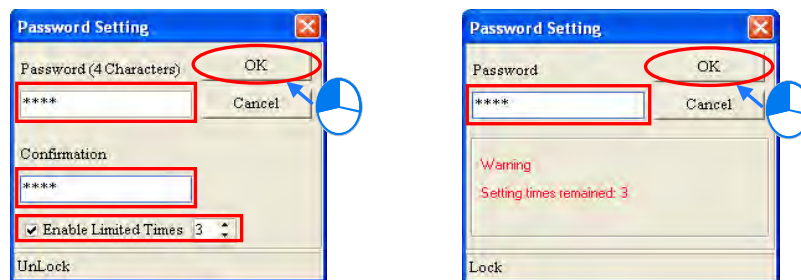 Password Setting
Password (4 Characters)
OK
****
Cancel
Confirmation
****
Enable Limited Times 3
UnLock
Password Setting
Password
OK
****
Cancel
Warning
Setting times remained: 3
Lock